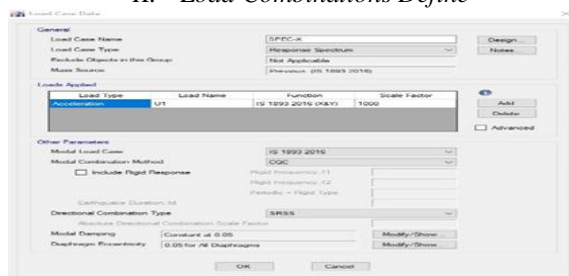 II. Load Combinations Define
Load Case Data
General
Load Case Name SPEC-X Design...
Load Case Type Response Spectrum Notes...
Exclude Objects in this Group Not Applicable
Mass Source Previous (IS 1893 2016)
Loads Applied
Load Type Load Name Function Scale Factor
Acceleration U1 IS 1893 2016 (X&Y) 1000 Add
Delete
Advanced
Other Parameters
Modal Load Case IS 1893 2016
Modal Combination Method CQC
Include Rigid Response Rigid Frequency, f1
Rigid Frequency, f2
Periodic + Rigid Type
Earthquake Duration, td
Directional Combination Type SRSS
Absolute Directional Combination Scale Factor
Modal Damping Constant at 0.05 Modify/Show...
Diaphragm Eccentricity 0.05 for All Diaphragms Modify/Show...
OK Cancel